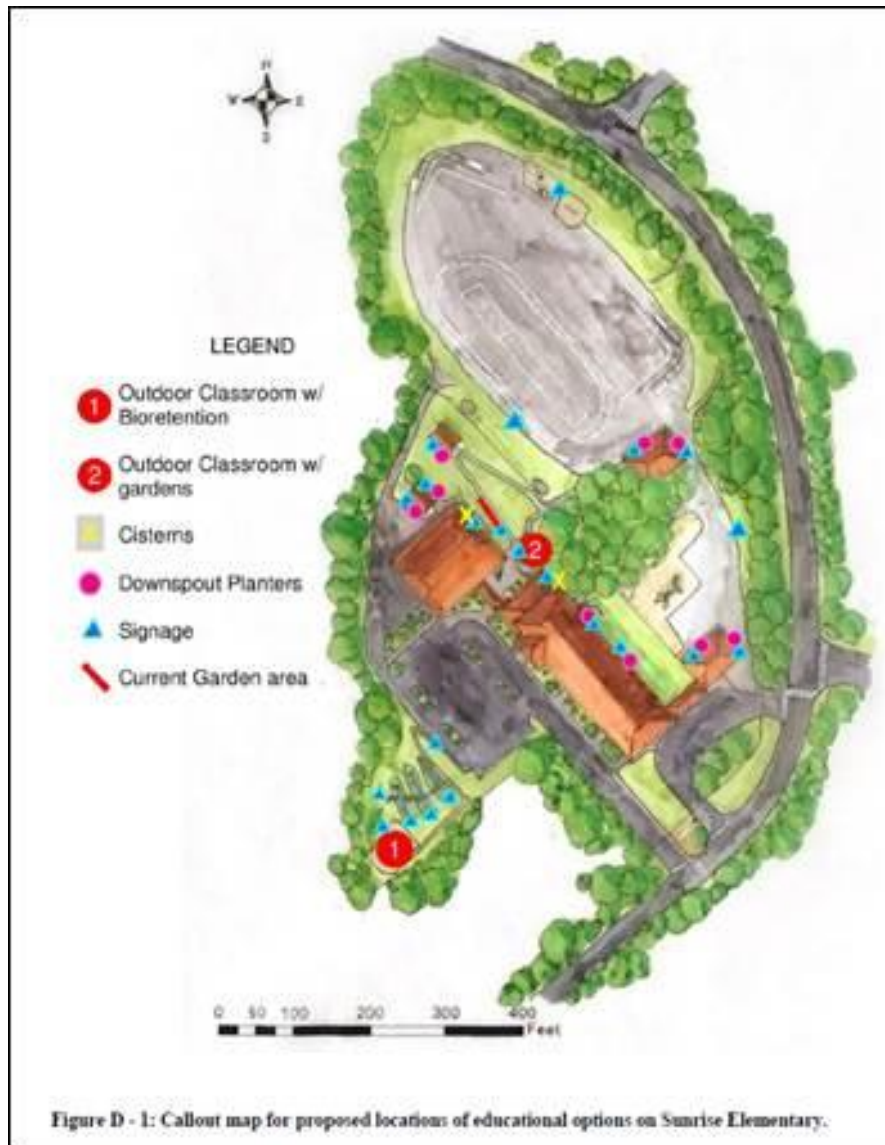 N
W E
S
LEGEND
1 Outdoor Classroom w/
Bioretention
2 Outdoor Classroom w/
gardens
Cisterns
Downspout Planters
Signage
Current Garden area
2
1
0 50 100 200 300 400
Feet
Figure D - 1: Callout map for proposed locations of educational options on Sunrise Elementary.